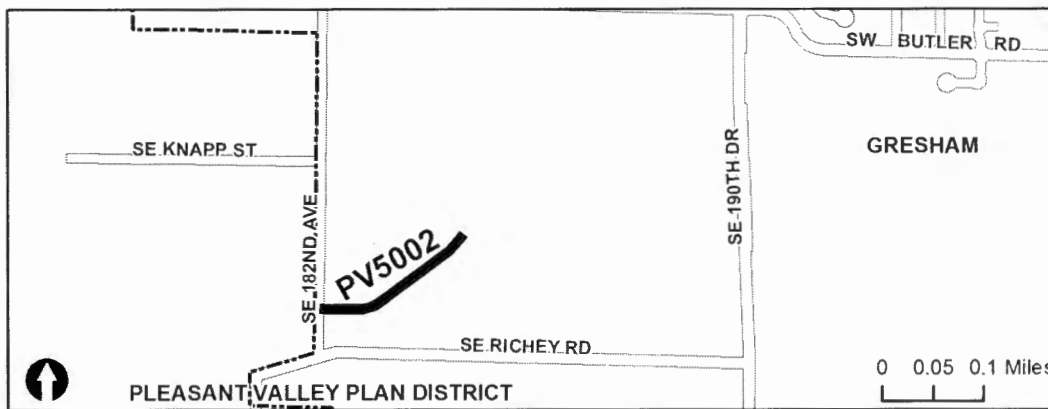 SW BUTLER RD
SE KNAPP ST
GRESHAM
SE 190TH DR
SE 182ND AVE
PV5002
SE RICHEY RD
0 0.05 0.1 Miles
PLEASANT VALLEY PLAN DISTRICT